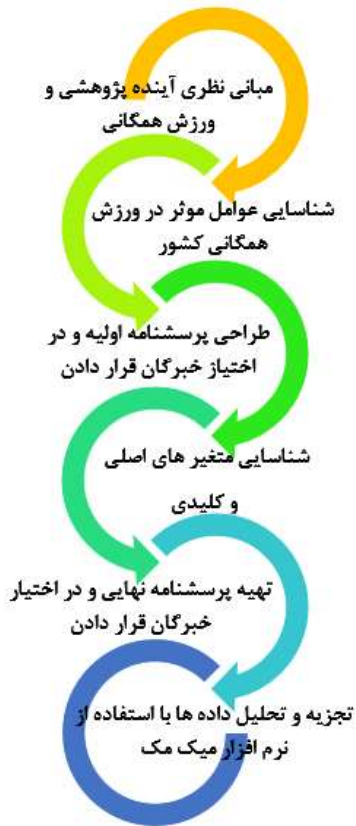 مبانی نظری آینده پژوهشی و
ورزش همگانی
شناسایی عوامل موثر در ورزش
همگانی کشور
طراحی پرسشنامه اولیه و در
اختیاز خبرگان قرار دادن
شناسایی متغیر های اصلی
و کلیدی
تهیه پرسشنامه نهایی و در اختیار
خبرگان قرار دادن
تجزیه و تحلیل داده ها با استفاده از
نرم افزار میک مک